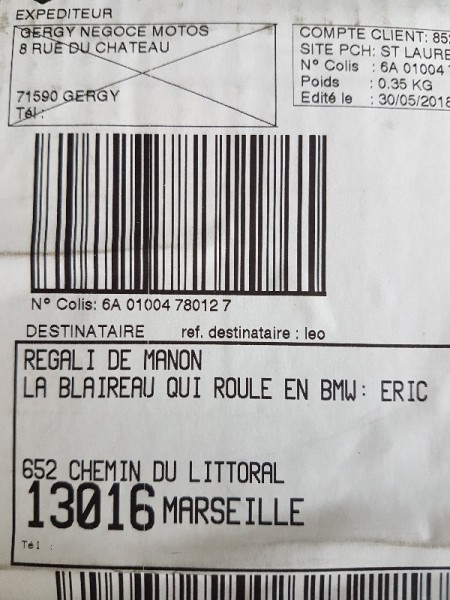 EXPEDITEUR
GERGY NEGOCE MOTOS
8 RUE DU CHATEAU
71590 GERGY
Tél :
COMPTE CLIENT: 85
SITE PCH: ST LAURE
N° Colis : 6A 01004
Poids : 0.35 KG
Edité le : 30/05/2018
N° Colis: 6A 01004 78012 7
DESTINATAIRE ref. destinataire : leo
REGALI DE MANON
LA BLAIREAU QUI ROULE EN BMW: ERIC
652 CHEMIN DU LITTORAL
13016 MARSEILLE
Tél :